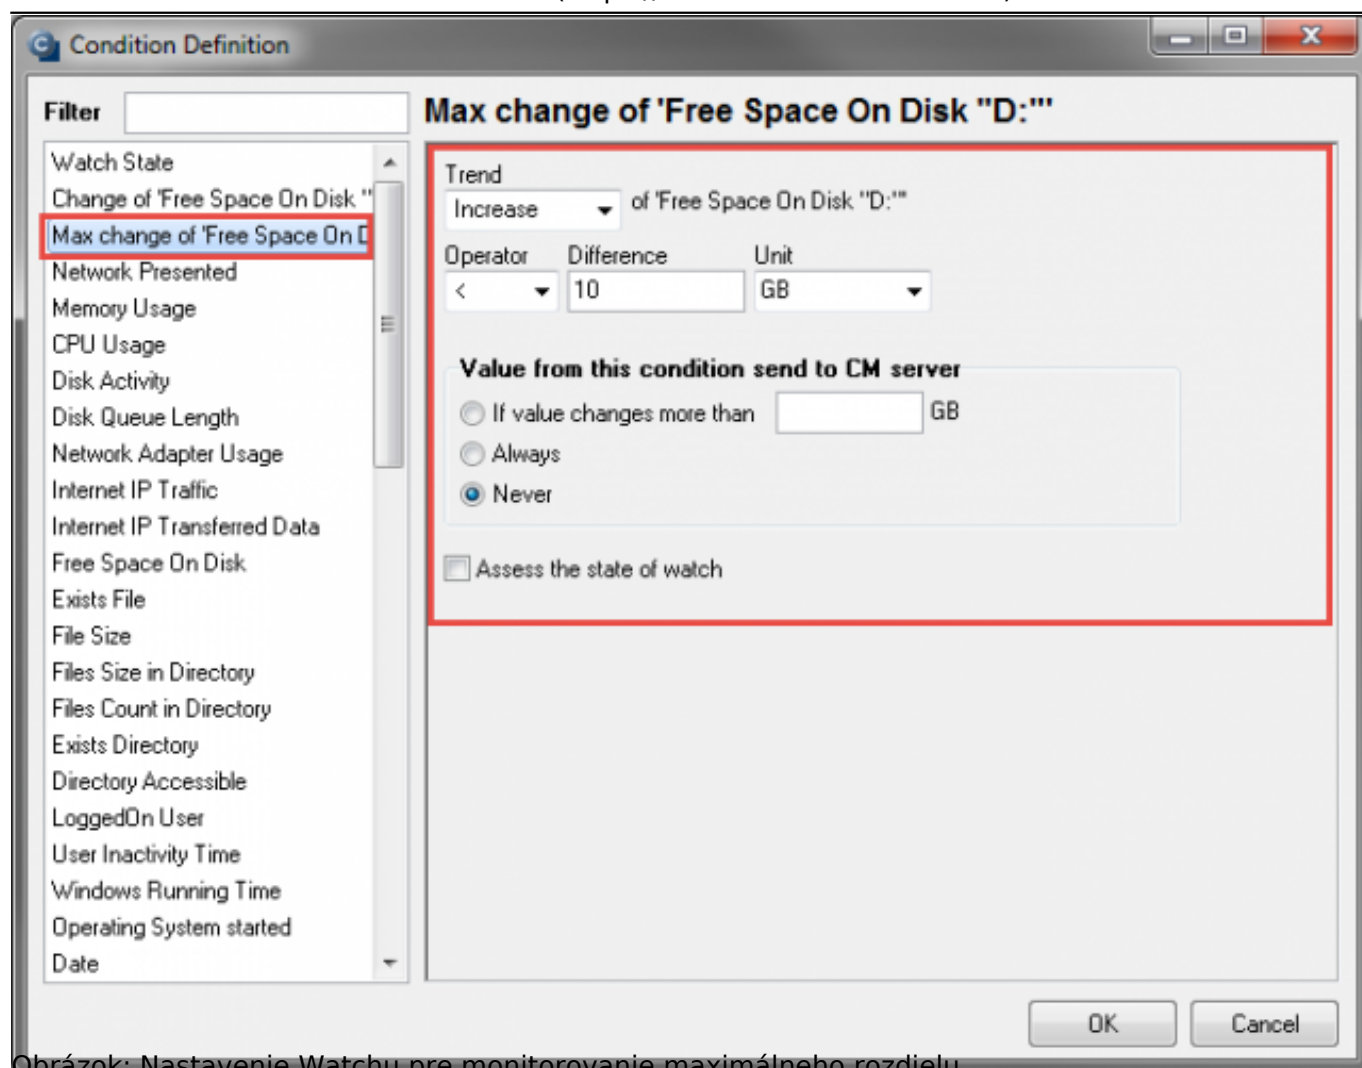 Condition Definition
Filter
Max change of 'Free Space On Disk "D:"'
Watch State
Change of 'Free Space On Disk "
Max change of 'Free Space On D
Network Presented
Memory Usage
CPU Usage
Disk Activity
Disk Queue Length
Network Adapter Usage
Internet IP Traffic
Internet IP Transferred Data
Free Space On Disk
Exists File
File Size
Files Size in Directory
Files Count in Directory
Exists Directory
Directory Accessible
LoggedOn User
User Inactivity Time
Windows Running Time
Operating System started
Date
Trend
Increase of 'Free Space On Disk "D:"'
Operator Difference Unit
< 10 GB
Value from this condition send to CM server
If value changes more than GB
Always
Never
Assess the state of watch
OK Cancel
Obrázok: Nastavenie Watchu pre monitorovanie maximálneho rozdielu